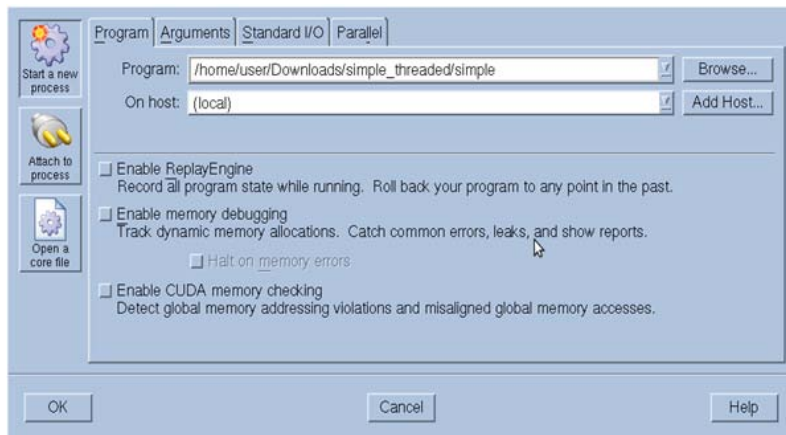 Start a new
process
Attach to
process
Open a
core file
Program Arguments Standard I/O Parallel
Program: /home/user/Downloads/simple_threaded/simple Browse...
On host: (local) Add Host...
Enable ReplayEngine
Record all program state while running. Roll back your program to any point in the past.
Enable memory debugging
Track dynamic memory allocations. Catch common errors, leaks, and show reports.
Halt on memory errors
Enable CUDA memory checking
Detect global memory addressing violations and misaligned global memory accesses.
OK Cancel Help